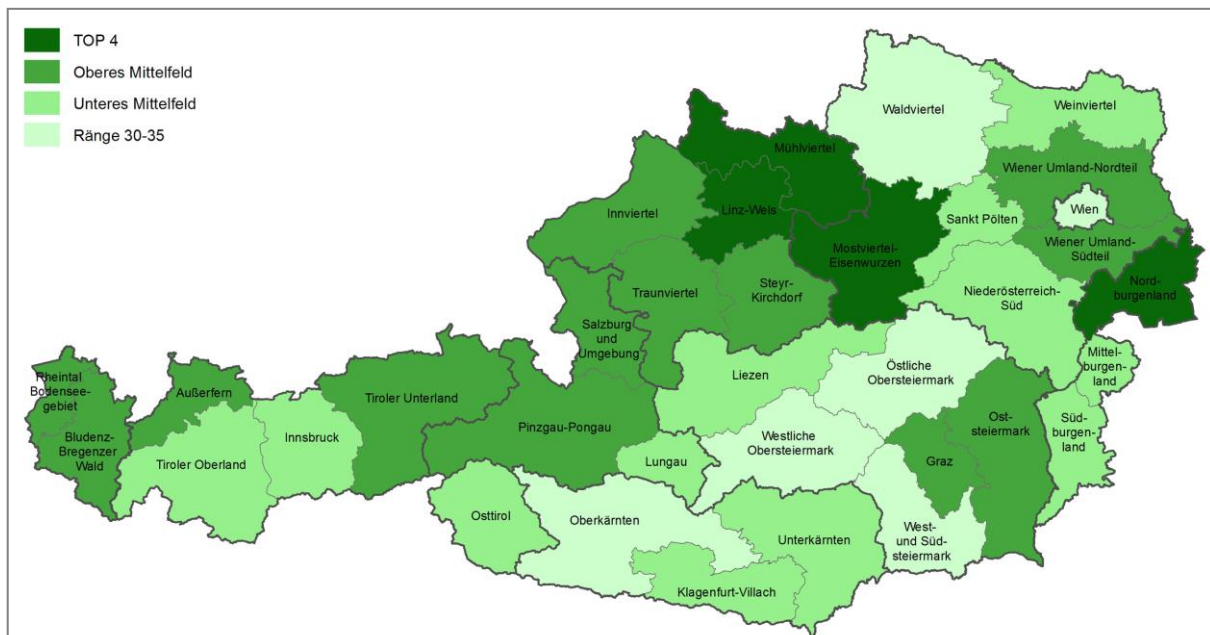 TOP 4
Oberes Mittelfeld
Unteres Mittelfeld
Ränge 30-35
Waldviertel
Weinviertel
Mühlviertel
Wiener Umland-Nordteil
Linz-Wels
Wien
Innviertel
Sankt Pölten
Mostviertel-
Eisenwurzen
Wiener Umland-
Südteil
Nord-
burgenland
Traunviertel
Steyr-
Kirchdorf
Niederösterreich-
Süd
Salzburg
und
Umgebung
Mittel-
burgen-
land
Östliche
Obersteiermark
Liezen
Rheintal
Bodensee-
gebiet
Außerfern
Tiroler Unterland
Ost-
steiermark
Süd-
burgen-
land
Pinzgau-Pongau
Bludenz-
Bregenzer
Wald
Innsbruck
Westliche
Obersteiermark
Graz
Tiroler Oberland
Lungau
Osttirol
Oberkärnten
West-
und Süd-
steiermark
Unterkärnten
Klagenfurt-Villach